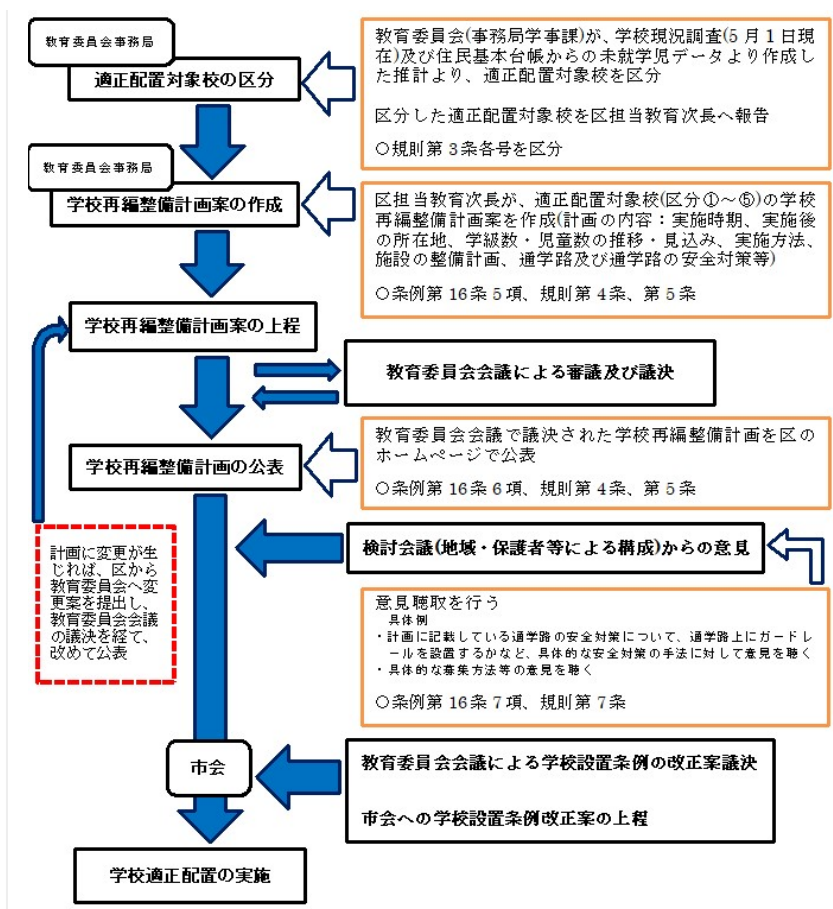 教育委員会事務局
適正配置対象校の区分
教育委員会(事務局学事課)が、学校現況調査(5月1日現
在)及び住民基本台帳からの未就学児データより作成し
た推計より、適正配置対象校を区分
区分した適正配置対象校を区担当教育次長へ報告
○規則第3条各号を区分
教育委員会事務局
学校再編整備計画案の作成
区担当教育次長が、適正配置対象校(区分①~⑤)の学校
再編整備計画案を作成(計画の内容：実施時期、実施後
の所在地、学級数・児童数の推移・見込み、実施方法、
施設の整備計画、通学路及び通学路の安全対策等)
○条例第16条5項、規則第4条、第5条
学校再編整備計画案の上程
教育委員会会議による審議及び議決
学校再編整備計画の公表
教育委員会会議で議決された学校再編整備計画を区の
ホームページで公表
○条例第16条6項、規則第4条、第5条
計画に変更が生
じれば、区から
教育委員会へ変
更案を提出し、
教育委員会会議
の議決を経て、
改めて公表
検討会議(地域・保護者等による構成)からの意見
意見聴取を行う
具体例
・計画に記載している通学路の安全対策について、通学路上にガードレ
ールを設置するかなど、具体的な安全対策の手法に対して意見を聴く
・具体的な募集方法等の意見を聴く
○条例第16条7項、規則第7条
市会
教育委員会会議による学校設置条例の改正案議決
市会への学校設置条例改正案の上程
学校適正配置の実施